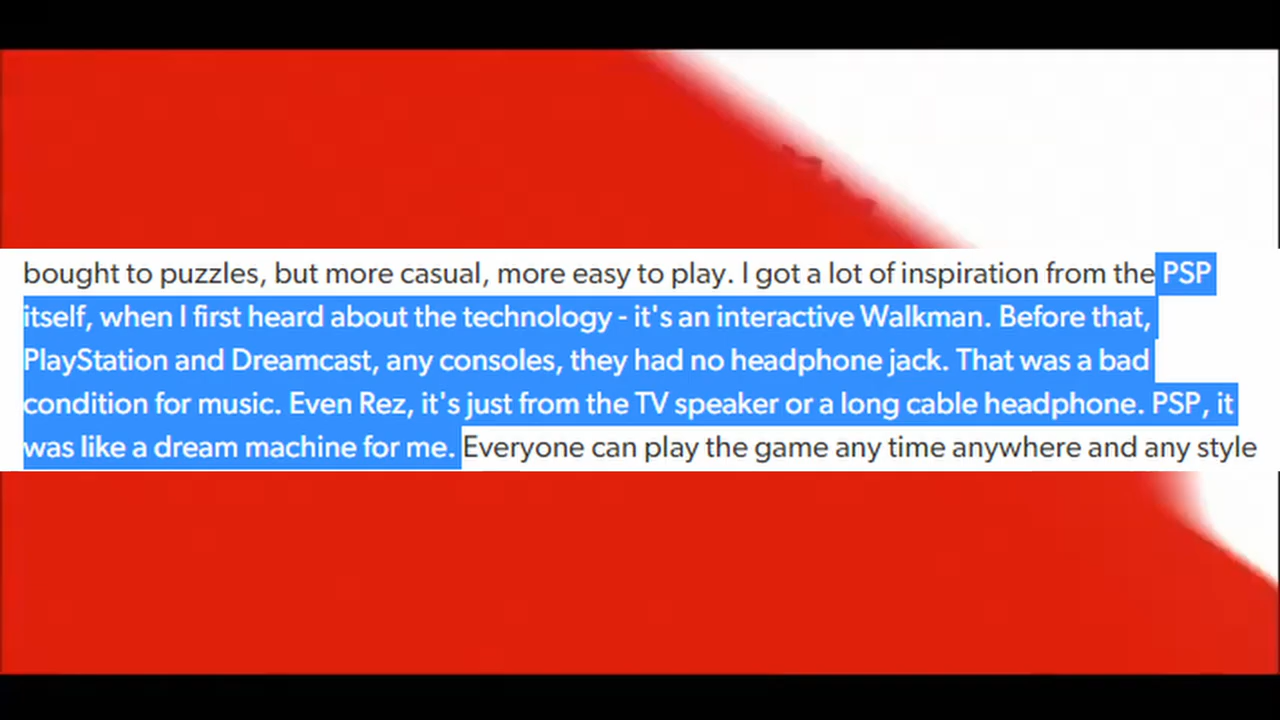 bought to puzzles, but more casual, more easy to play. I got a lot of inspiration from the PSP
itself, when I first heard about the technology - it's an interactive Walkman. Before that,
PlayStation and Dreamcast, any consoles, they had no headphone jack. That was a bad
condition for music. Even Rez, it's just from the TV speaker or a long cable headphone. PSP, it
was like a dream machine for me. Everyone can play the game any time anywhere and any style